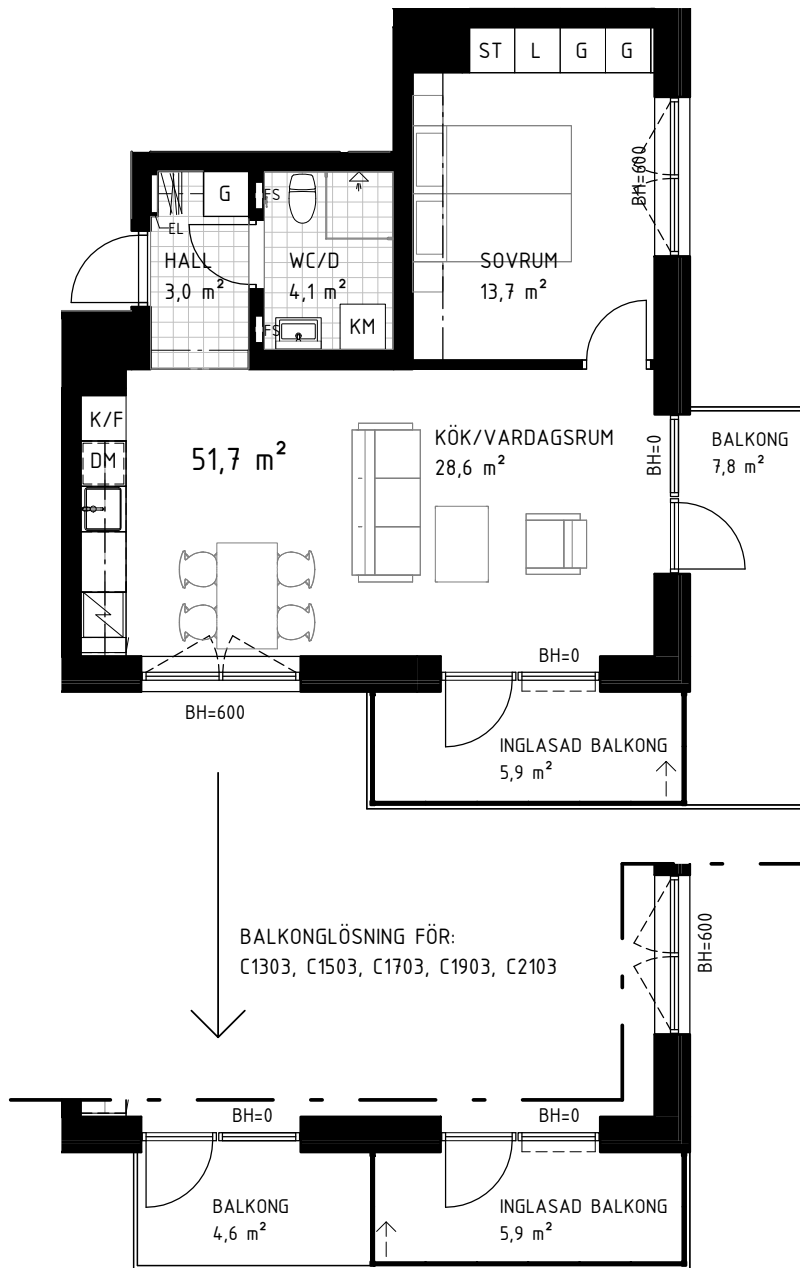 ST L G G
BH=600
G
FS
EL
HALL
3,0 m²
WC/D
4,1 m²
SOVRUM
13,7 m²
FS
KM
K/F
DM
51,7 m²
KÖK/VARDAGSRUM
28,6 m²
BH=0
BALKONG
7,8 m²
BH=0
BH=600
INGLASAD BALKONG
5,9 m²
BALKONGLÖSNING FÖR:
C1303, C1503, C1703, C1903, C2103
BH=600
BH=0
BH=0
BALKONG
4,6 m²
INGLASAD BALKONG
5,9 m²